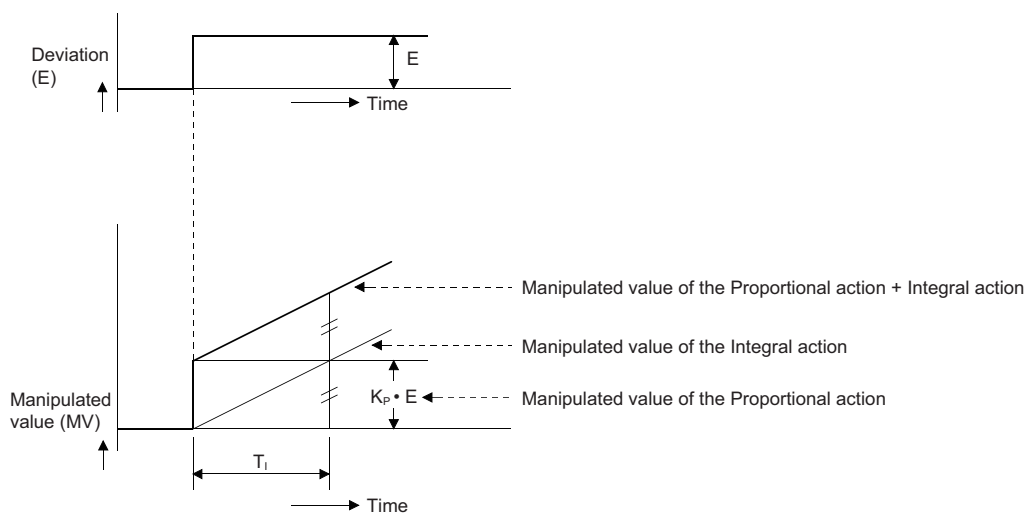 Deviation
(E)
E
Time
Manipulated value of the Proportional action + Integral action
Manipulated value of the Integral action
Manipulated
value (MV)
KP • E
Manipulated value of the Proportional action
TI
Time